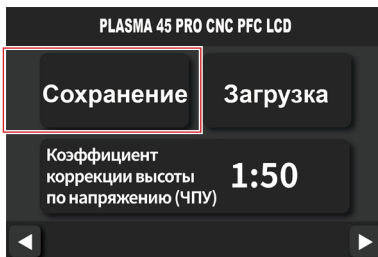 PLASMA 45 PRO CNC PFC LCD
Сохранение Загрузка
Коэффициент
коррекции высоты
по напряжению (ЧПУ)
1:50